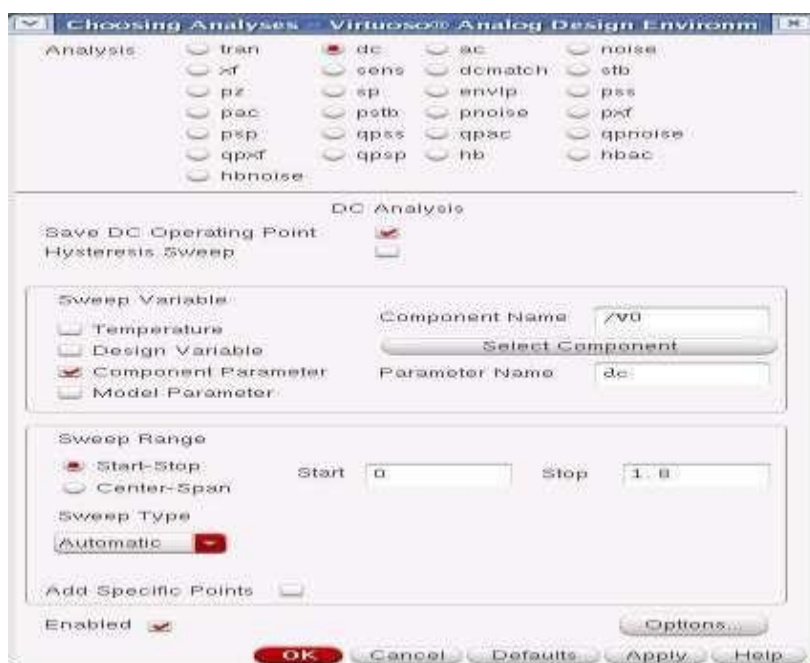 Choosing Analyses -- Virtuoso® Analog Design Environm
Analysis tran dc ac noise
xf sens dcmatch stb
pz sp envlp pss
pac pstb pnoise pxf
psp qpss qpac qpnoise
qpxf qpsp hb hbac
hbnoise
DC Analysis
Save DC Operating Point
Hysteresis Sweep
Sweep Variable
Temperature
Design Variable
Component Parameter
Model Parameter
Component Name /V0
Select Component
Parameter Name dc
Sweep Range
Start-Stop
Center-Span
Start 0 Stop 1.8
Sweep Type
Automatic
Add Specific Points
Enabled Options...
OK Cancel Defaults Apply Help